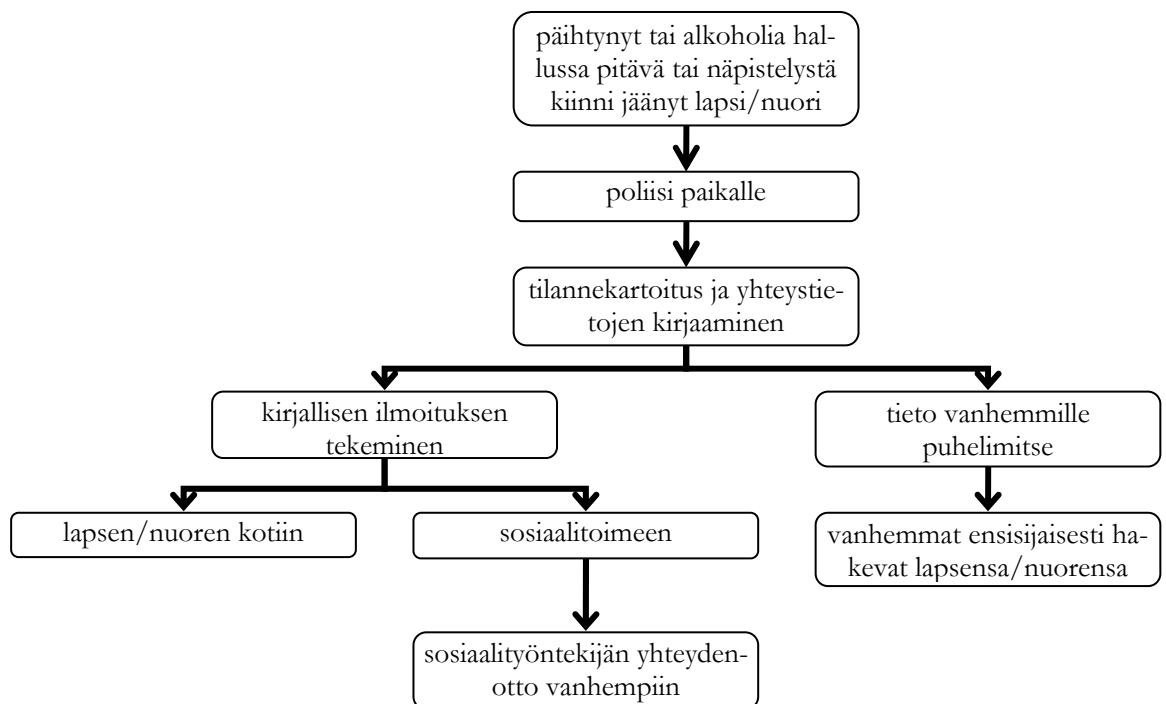 päihtynyt tai alkoholia hal-
lussa pitävä tai näpistelystä
kiinni jäänyt lapsi/nuori
poliisi paikalle
tilannekartoitus ja yhteystie-
tojen kirjaaminen
kirjallisen ilmoituksen
tekeminen
tieto vanhemmille
puhelimitse
lapsen/nuoren kotiin
sosiaalitoimeen
vanhemmat ensisijaisesti ha-
kevat lapsensa/nuorensa
sosiaalityöntekijän yhteyden-
otto vanhempiin